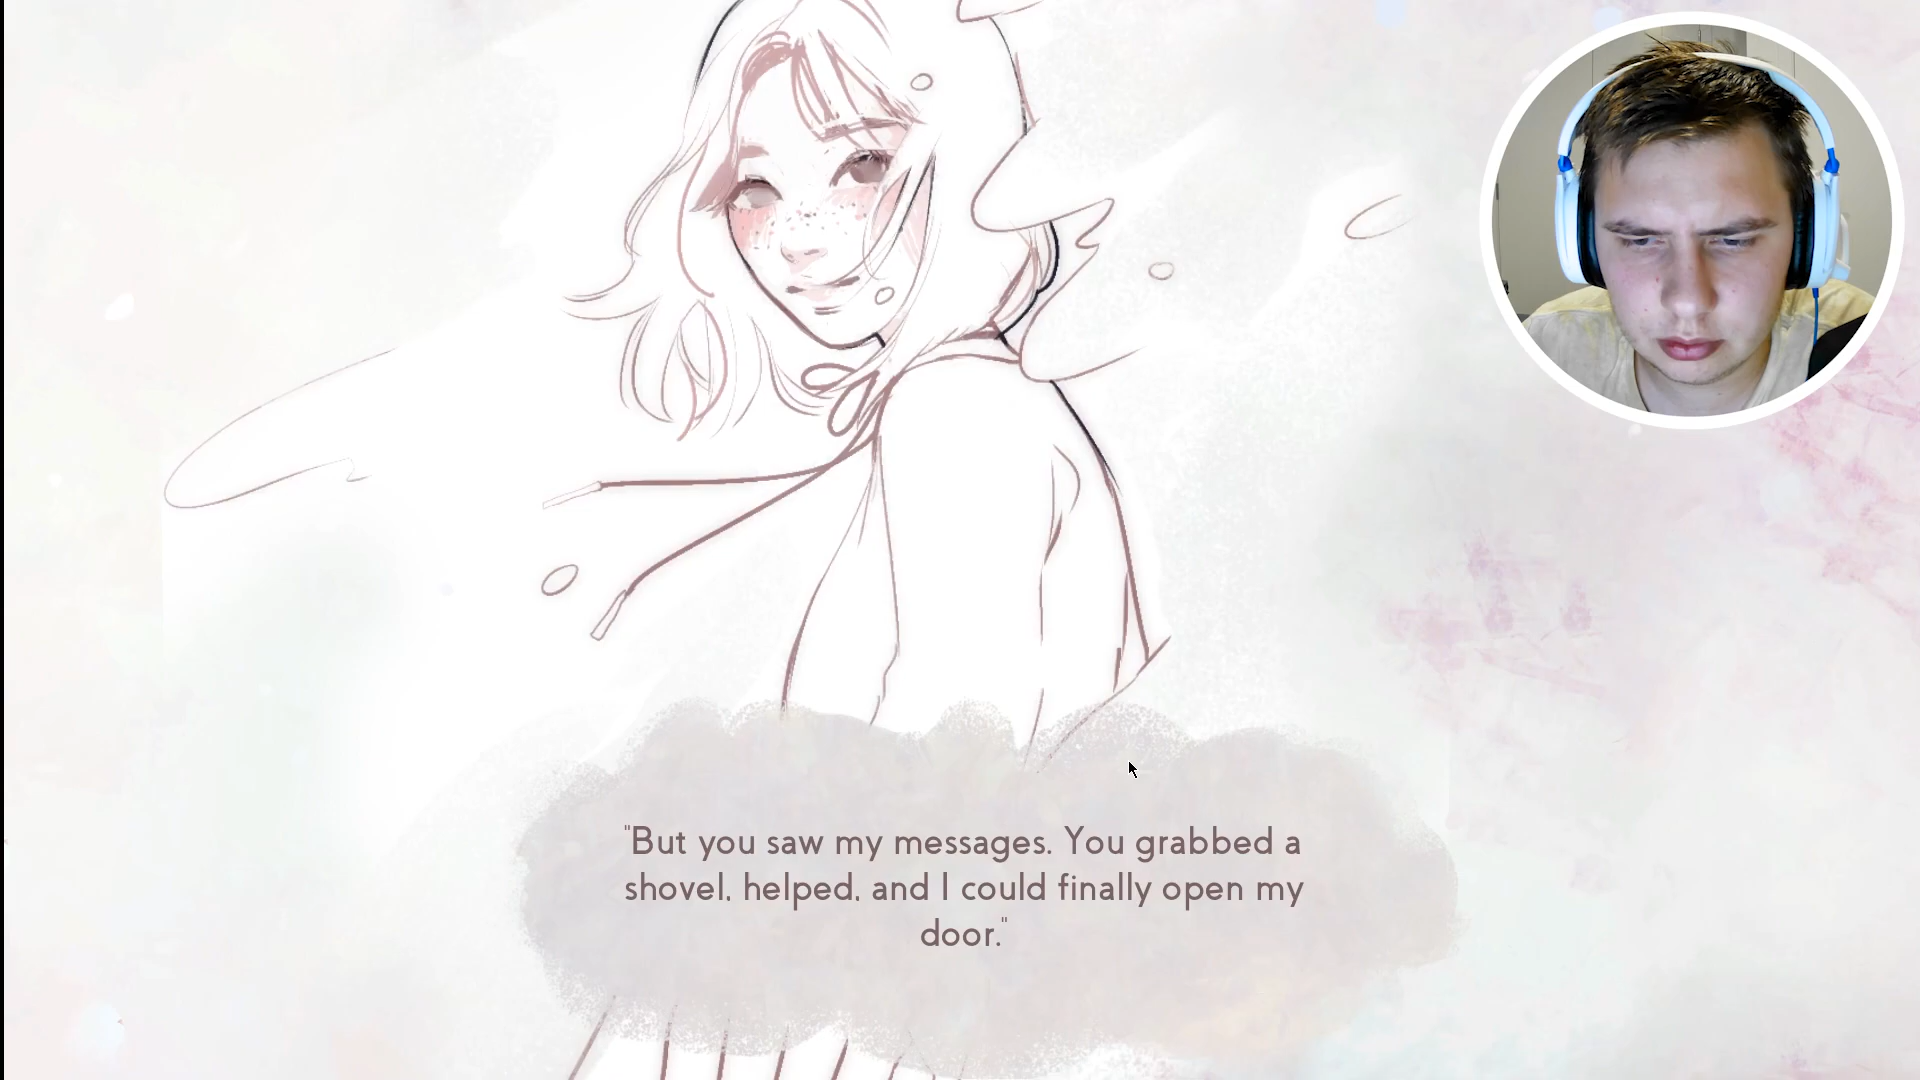 "But you saw my messages. You grabbed a
shovel, helped, and I could finally open my
door."